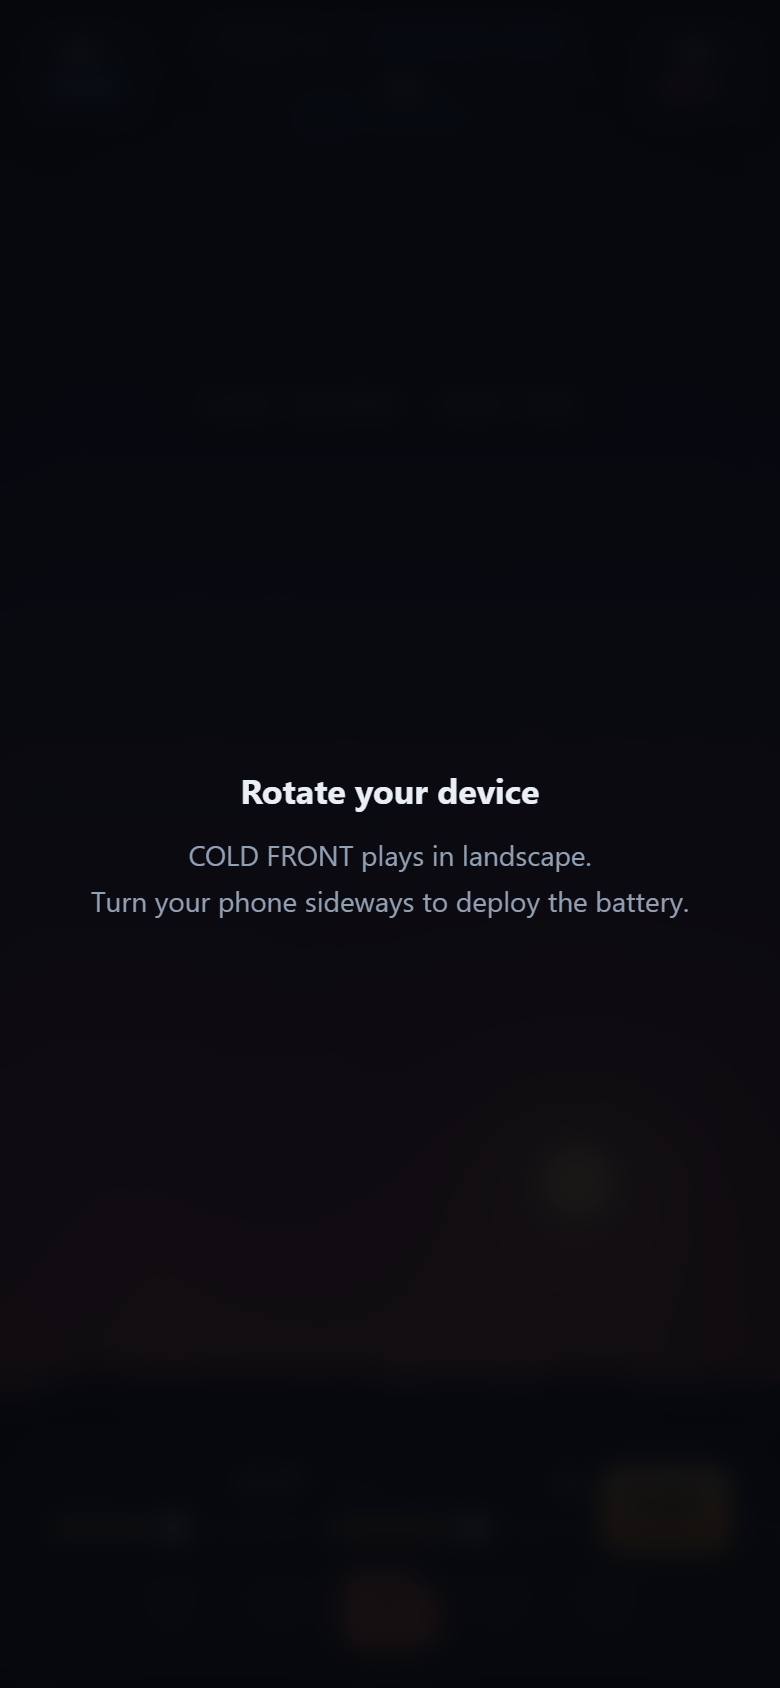 Rotate your device
COLD FRONT plays in landscape.
Turn your phone sideways to deploy the battery.